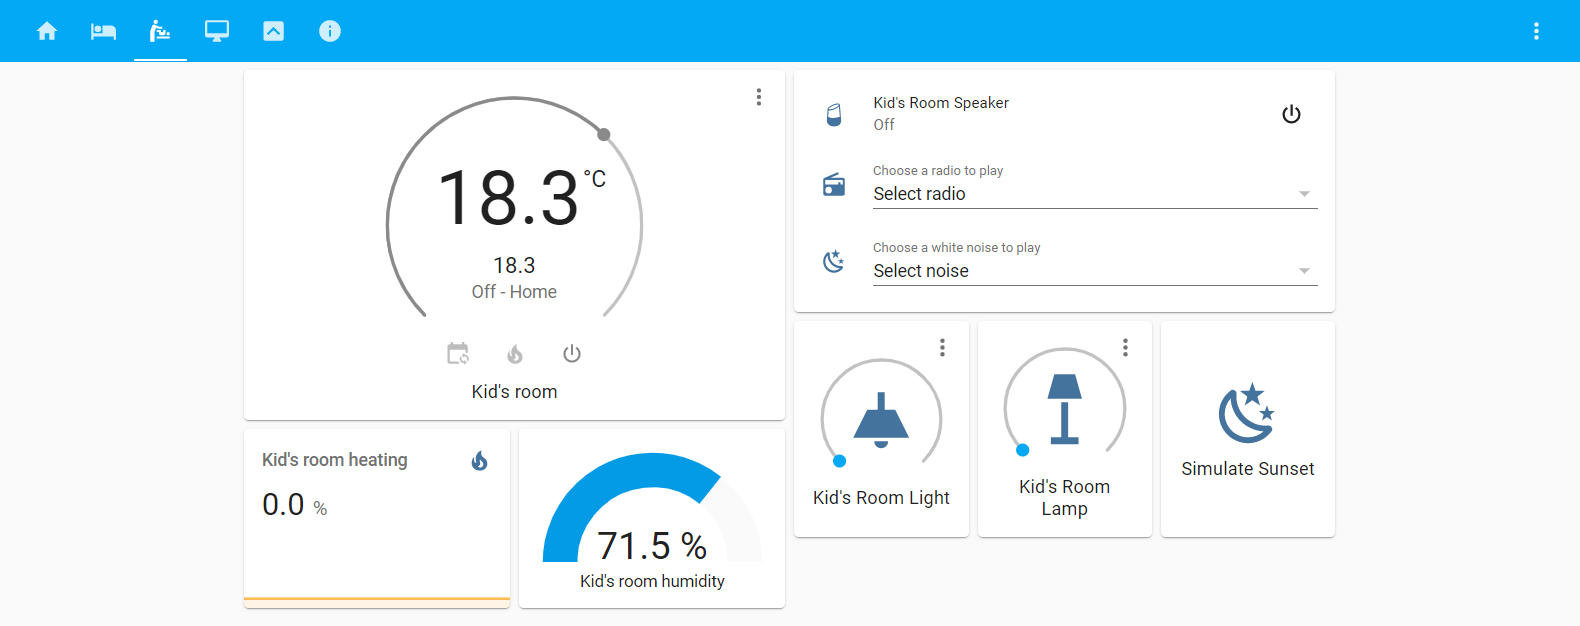 18.3 °C
18.3
Off - Home
Kid's room
Kid's room heating
0.0 %
71.5 %
Kid's room humidity
Kid's Room Speaker
Off
Choose a radio to play
Select radio
Choose a white noise to play
Select noise
Kid's Room Light
Kid's Room
Lamp
Simulate Sunset